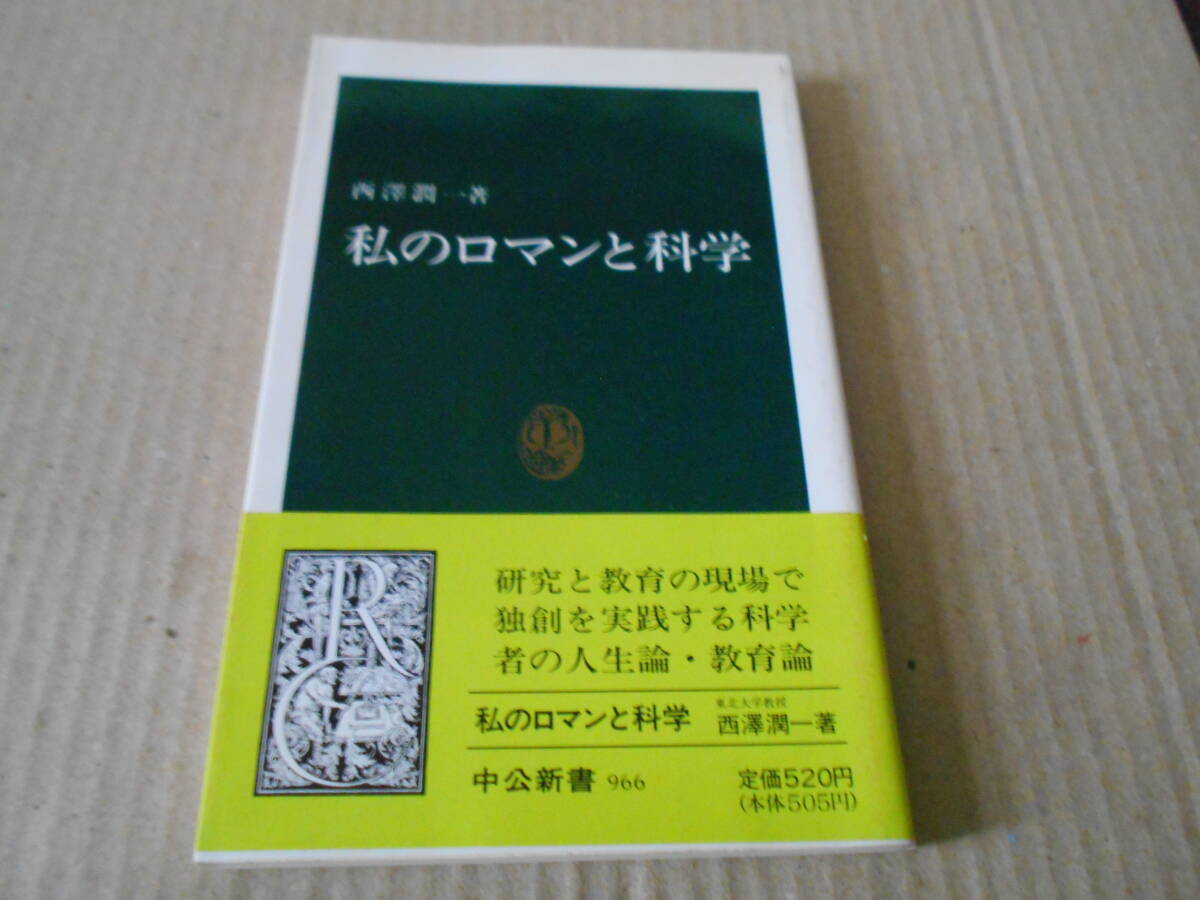 西澤潤一著
私のロマンと科学
研究と教育の現場で
独創を実践する科学
者の人生論・教育論
私のロマンと科学
東北大学教授
西澤潤一著
中公新書 966
定価520円
(本体505円)
R
C